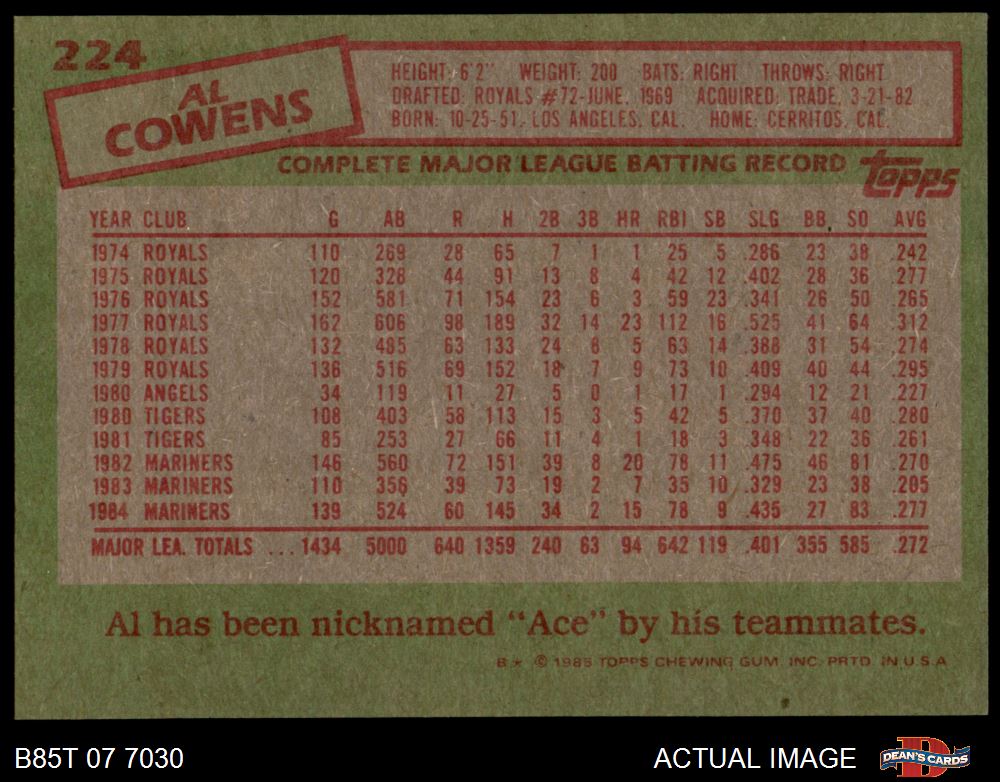 224
AL
COWENS
HEIGHT: 6'2" WEIGHT: 200 BATS: RIGHT THROWS: RIGHT
DRAFTED: ROYALS #72-JUNE, 1969 ACQUIRED: TRADE, 3-21-82
BORN: 10-25-51, LOS ANGELES, CAL. HOME: CERRITOS, CAL.
COMPLETE MAJOR LEAGUE BATTING RECORD
topps
YEAR CLUB G AB R H 2B 3B HR RBI SB SLG BB SO AVG
1974 ROYALS 110 269 28 65 7 1 1 25 5 .286 23 38 .242
1975 ROYALS 120 328 44 91 13 8 4 42 12 .402 28 36 .277
1976 ROYALS 152 581 71 154 23 6 3 59 23 .341 26 50 .265
1977 ROYALS 162 606 98 189 32 14 23 112 16 .525 41 64 .312
1978 ROYALS 132 485 63 133 24 8 5 63 14 .388 31 54 .274
1979 ROYALS 136 516 69 152 18 7 9 73 10 .409 40 44 .295
1980 ANGELS 34 119 11 27 5 0 1 17 1 .294 12 21 .227
1980 TIGERS 108 403 58 113 15 3 5 42 5 .370 37 40 .280
1981 TIGERS 85 253 27 66 11 4 1 18 3 .348 22 36 .261
1982 MARINERS 146 560 72 151 39 8 20 78 11 .475 46 81 .270
1983 MARINERS 110 356 39 73 19 2 7 35 10 .329 23 38 .205
1984 MARINERS 139 524 60 145 34 2 15 78 9 .435 27 83 .277
MAJOR LEA. TOTALS ... 1434 5000 640 1359 240 63 94 642 119 .401 355 585 .272
Al has been nicknamed "Ace" by his teammates.
B * © 1985 TOPPS CHEWING GUM, INC. PRTD. IN U.S.A.
B85T 07 7030
ACTUAL IMAGE
DEAN'S CARDS